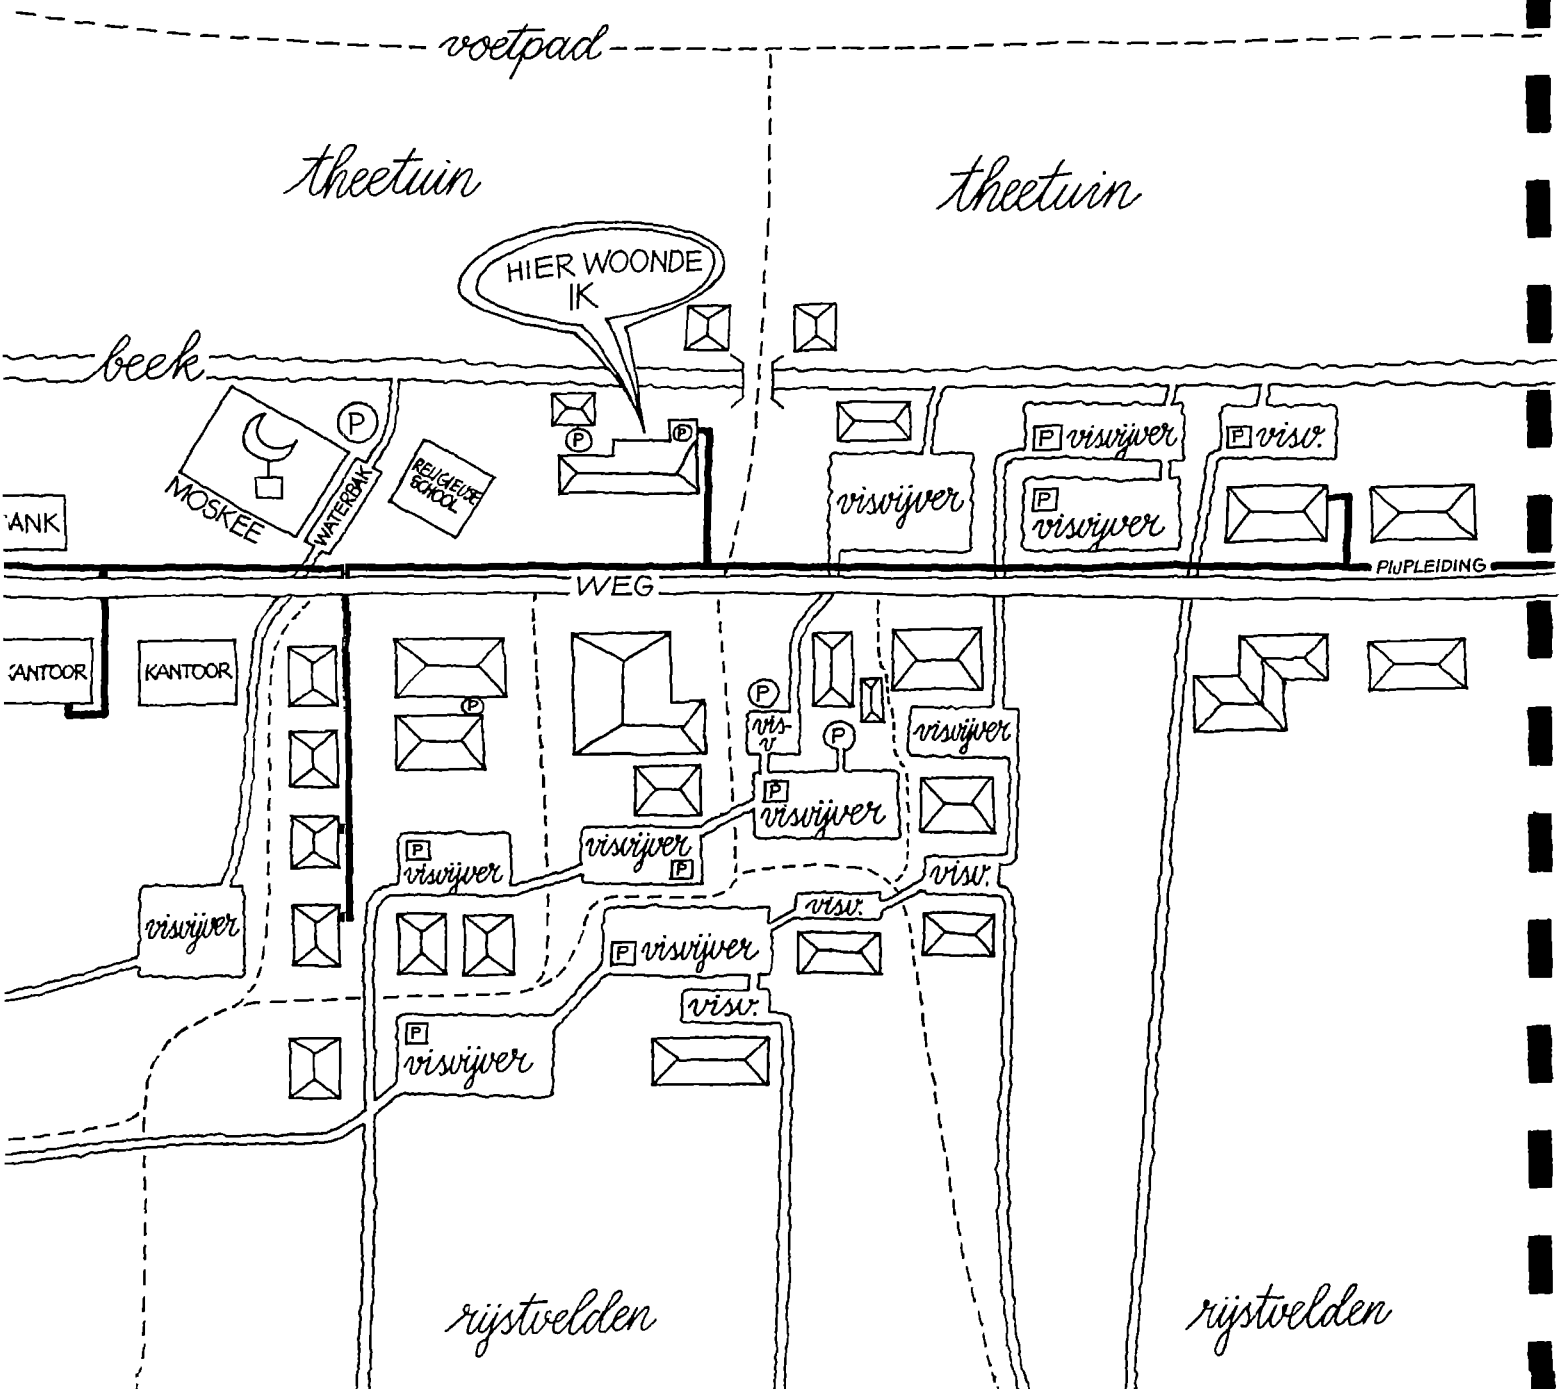 voetpad
theetuin
theetuin
HIER WOONDE
IK
beek
P
P
P
P visvijver
P visv.
MOSKEE
WATERBAK
RELIGIEUZE
SCHOOL
visvijver
P
visvijver
ANK
PIJPLEIDING
WEG
KANTOOR
KANTOOR
P
P
vis-
v
P
visvijver
P
visvijver
visvijver
P
P
visvijver
visv.
visv.
visvijver
P visvijver
visv.
P
visvijver
rijstvelden
rijstvelden